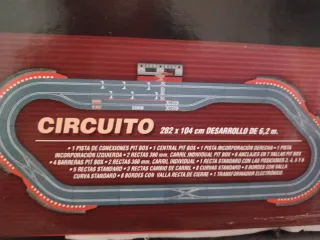 CIRCUITO 282 x 104 cm DESARROLLO DE 6,2 m.
• 1 PISTA DE CONEXIONES PIT BOX • 1 CENTRAL PIT BOX • 1 PISTA INCORPORACIÓN DERECHO • 1 PISTA
INCORPORACIÓN IZQUIERDA • 2 RECTAS 360 mm. CARRIL INDIVIDUAL PIT BOX • 8 ANCLAJES EN T VALLAS PIT BOX
• 4 BARRERAS PIT BOX • 2 RECTAS 360 mm. CARRIL INDIVIDUAL • 1 RECTA STANDARD CON LAS POSICIONES 3, 4, 5 Y 6
• 5 RECTAS STANDARD • 2 RECTAS CAMBIO DE CARRIL • 8 CURVAS STANDARD • 8 BORDES CON VALLA
CURVA STANDARD • 8 BORDES CON VALLA RECTA DE CIERRE • 1 TRANSFORMADOR ELECTRÓNICO